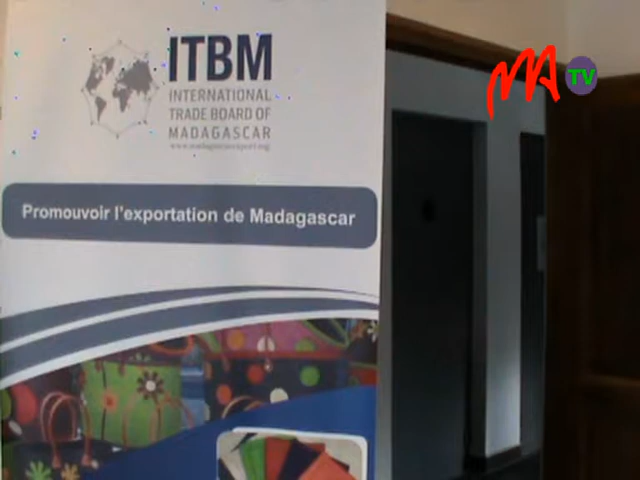 ITBM
INTERNATIONAL
TRADE BOARD OF
MADAGASCAR
Promouvoir l'exportation de Madagascar
MA
TV